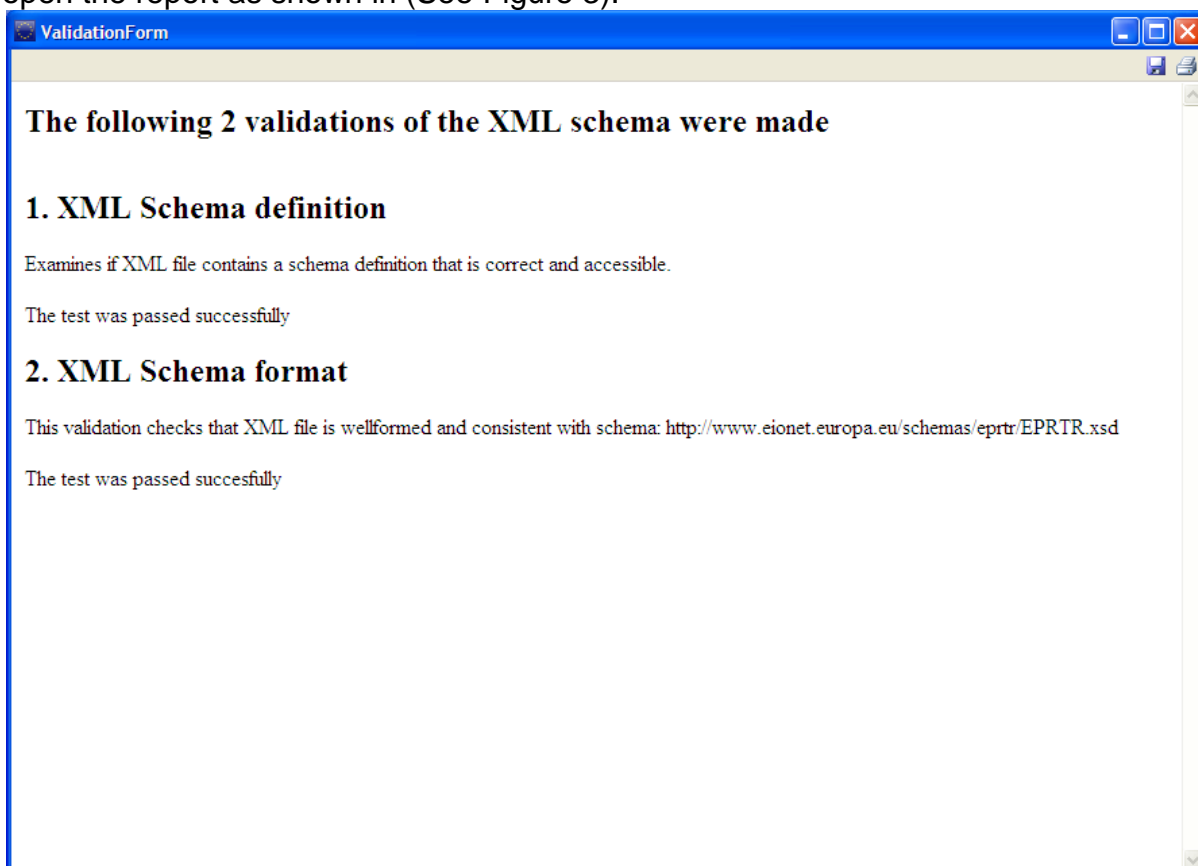 open the report as shown in (See Figure 8).
ValidationForm
The following 2 validations of the XML schema were made
1. XML Schema definition
Examines if XML file contains a schema definition that is correct and accessible.
The test was passed successfully
2. XML Schema format
This validation checks that XML file is wellformed and consistent with schema: http://www.eionet.europa.eu/schemas/eprtr/EPRTR.xsd
The test was passed succesfully